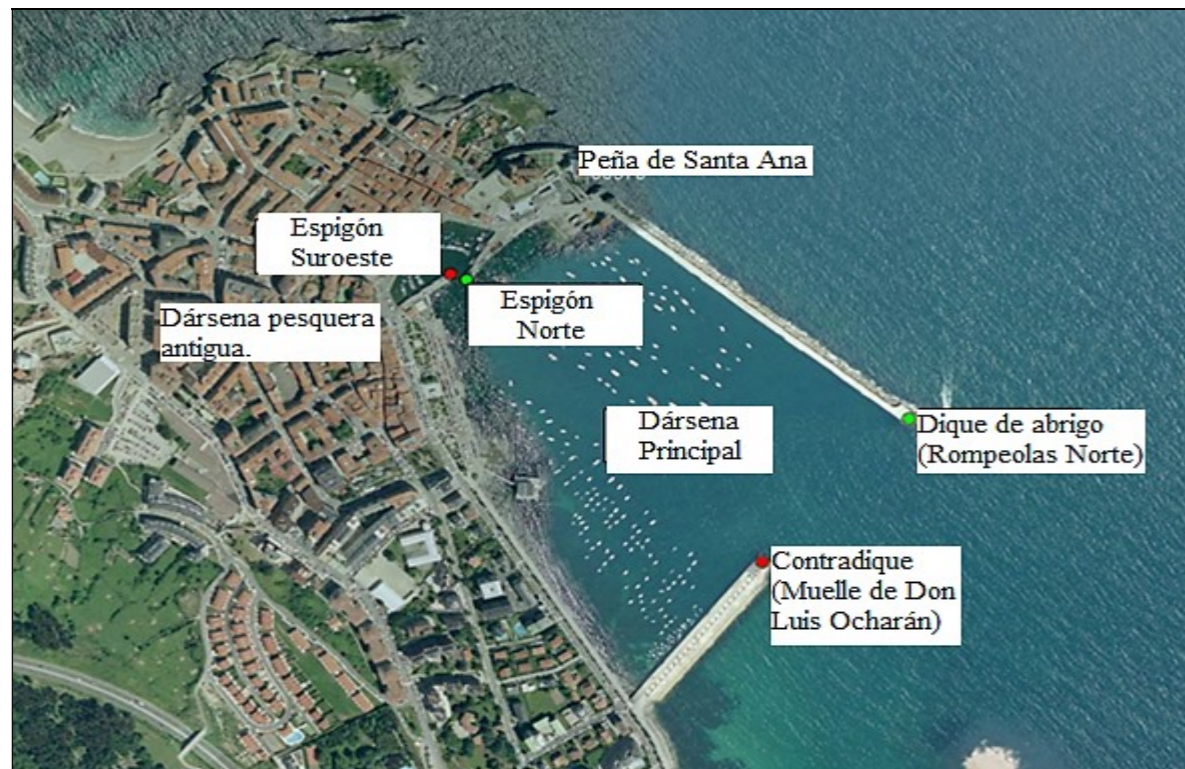 Peña de Santa Ana
Espigón
Suroeste
Espigón
Norte
Dársena pesquera
antigua.
Dársena
Principal
Dique de abrigo
(Rompeolas Norte)
Contradique
(Muelle de Don
Luis Ocharán)